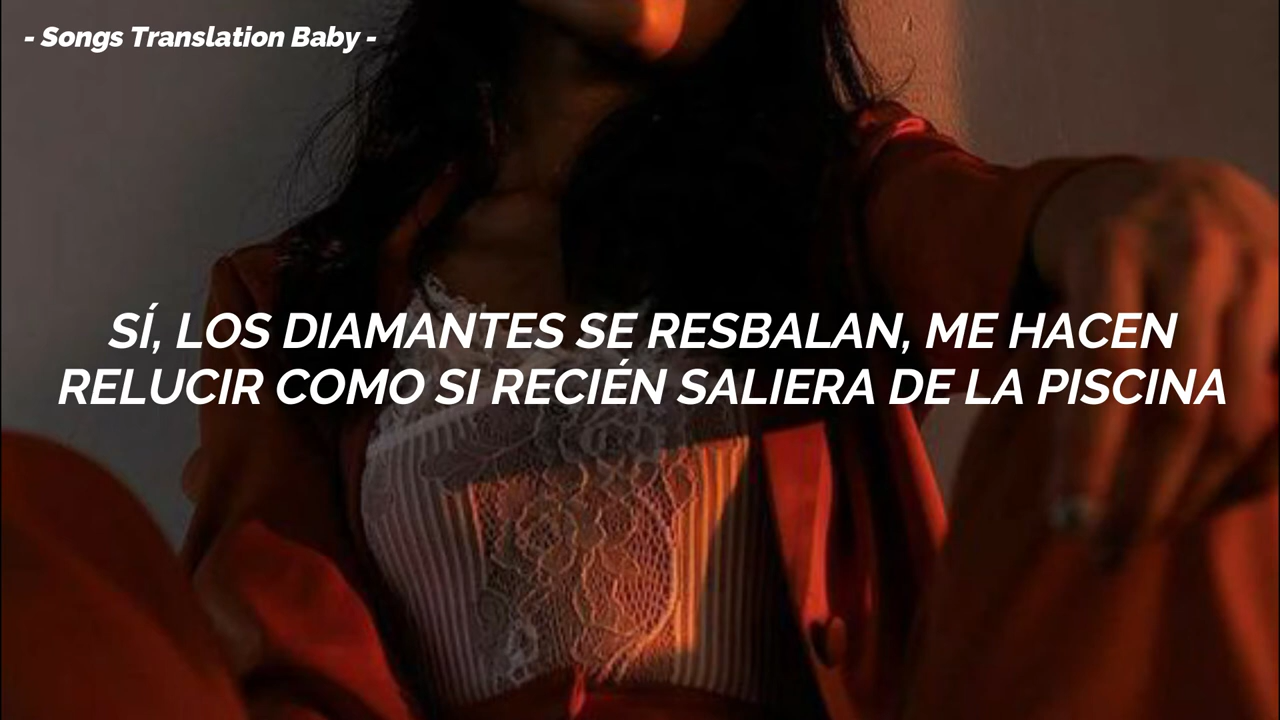 - Songs Translation Baby -
SÍ, LOS DIAMANTES SE RESBALAN, ME HACEN
RELUCIR COMO SI RECIÉN SALIERA DE LA PISCINA